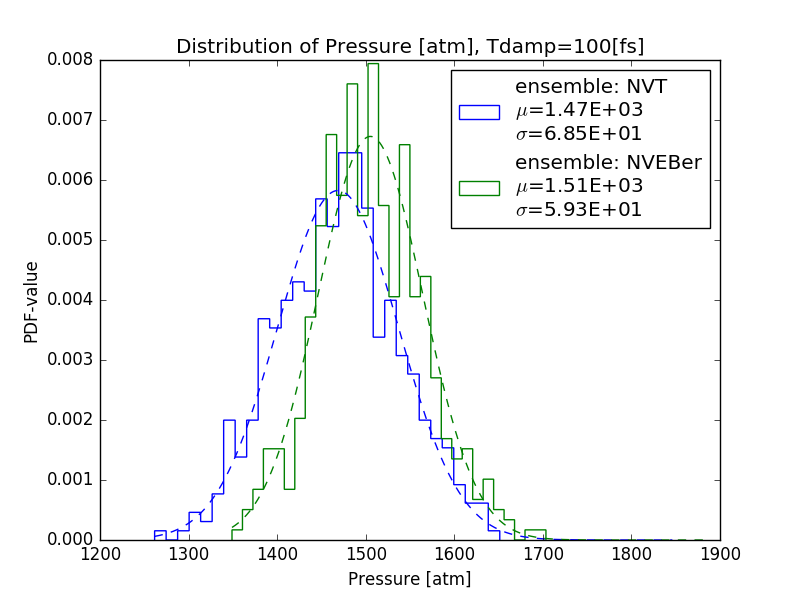 Distribution of Pressure [atm], Tdamp=100[fs]
0.008
0.007
0.006
0.005
0.004
0.003
0.002
0.001
0.000
PDF-value
ensemble: NVT
μ=1.47E+03
σ=6.85E+01
ensemble: NVEBer
μ=1.51E+03
σ=5.93E+01
1200 1300 1400 1500 1600 1700 1800 1900
Pressure [atm]